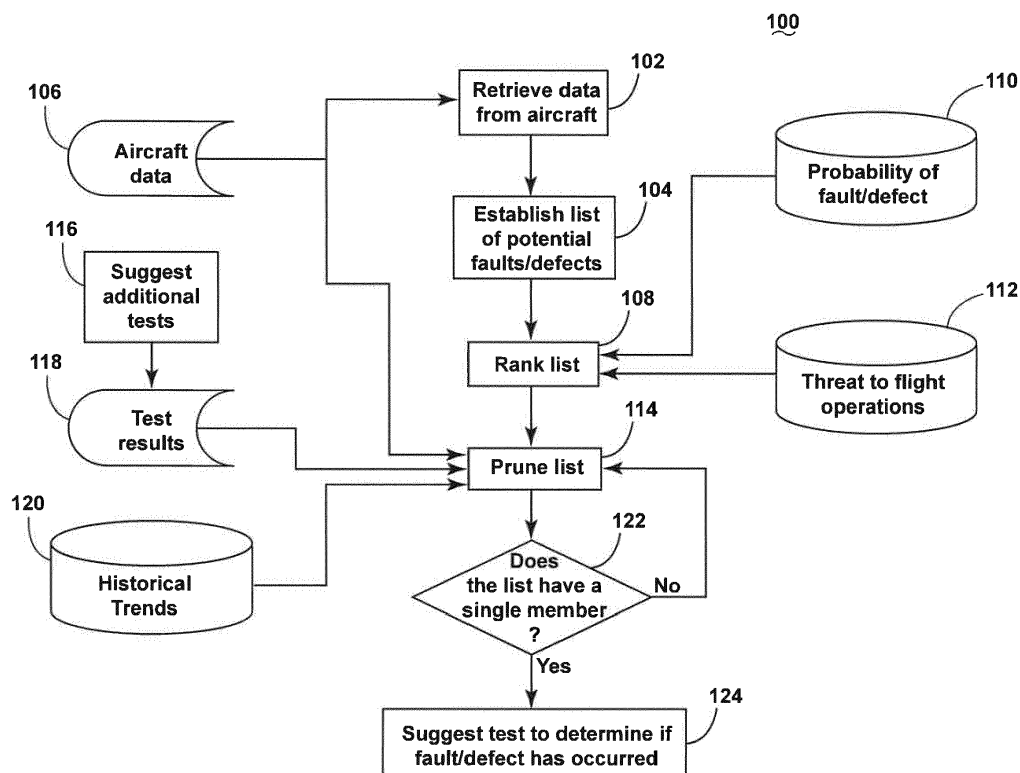 100
102
Retrieve data
from aircraft
106
Aircraft
data
110
Probability of
fault/defect
104
Establish list
of potential
faults/defects
116
Suggest
additional
tests
108
Rank list
112
Threat to flight
operations
118
Test
results
114
Prune list
120
Historical
Trends
122
Does
the list have a
single member
?
No
Yes
124
Suggest test to determine if
fault/defect has occurred